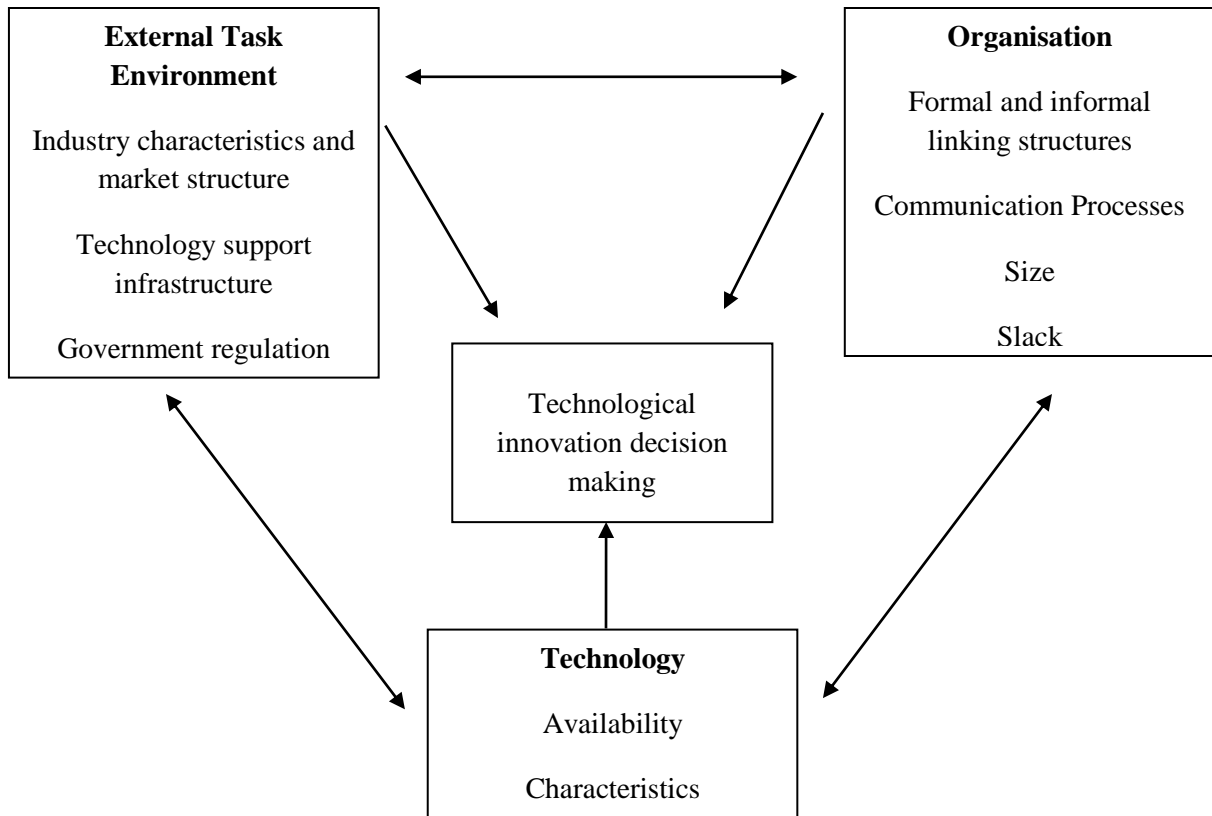 External Task
Environment
Industry characteristics and
market structure
Technology support
infrastructure
Government regulation
Organisation
Formal and informal
linking structures
Communication Processes
Size
Slack
Technological
innovation decision
making
Technology
Availability
Characteristics